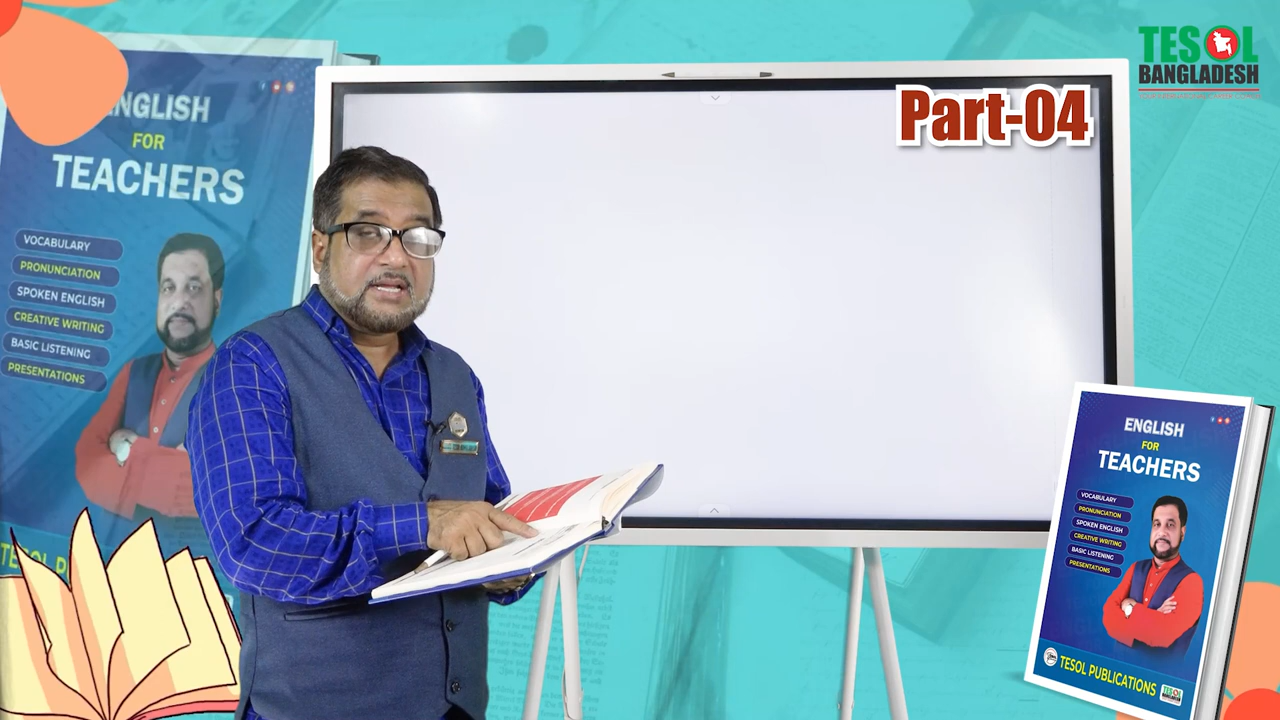 ENGLISH
FOR
TEACHERS
VOCABULARY
PRONUNCIATION
SPOKEN ENGLISH
CREATIVE WRITING
BASIC LISTENING
PRESENTATIONS
Part-04
TESOL
BANGLADESH
ENGLISH
FOR
TEACHERS
VOCABULARY
PRONUNCIATION
SPOKEN ENGLISH
CREATIVE WRITING
BASIC LISTENING
PRESENTATIONS
TESOL PUBLICATIONS
TESOL